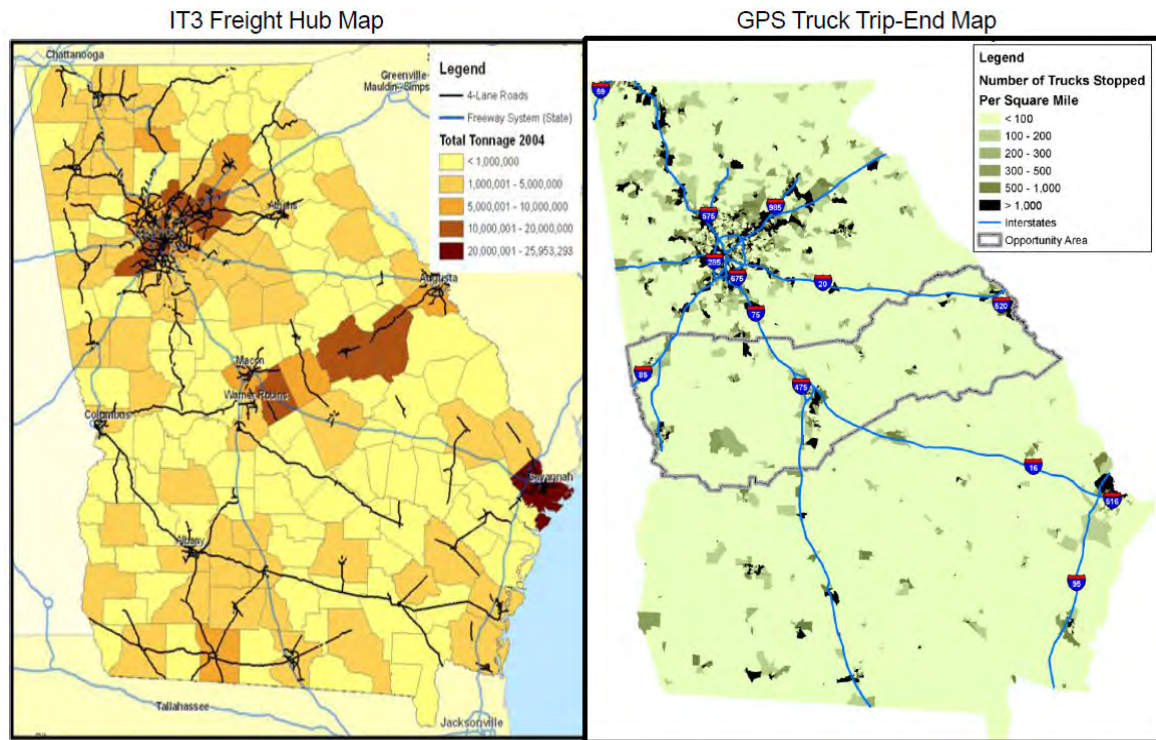 IT3 Freight Hub Map
GPS Truck Trip-End Map
Chattanooga
Greenville
Mauldin--Simps
Legend
4-Lane Roads
Freeway System (State)
Total Tonnage 2004
< 1,000,000
1,000,001 - 5,000,000
5,000,001 - 10,000,000
10,000,001 - 20,000,000
20,000,001 - 25,953,293
Athens
Augusta
Macon
Warner Robins
Columbus
Savannah
Albany
Tallahassee
Jacksonville
Legend
Number of Trucks Stopped
Per Square Mile
< 100
100 - 200
200 - 300
300 - 500
500 - 1,000
> 1,000
Interstates
Opportunity Area
59
575
985
285
675
20
520
75
85
475
16
516
95